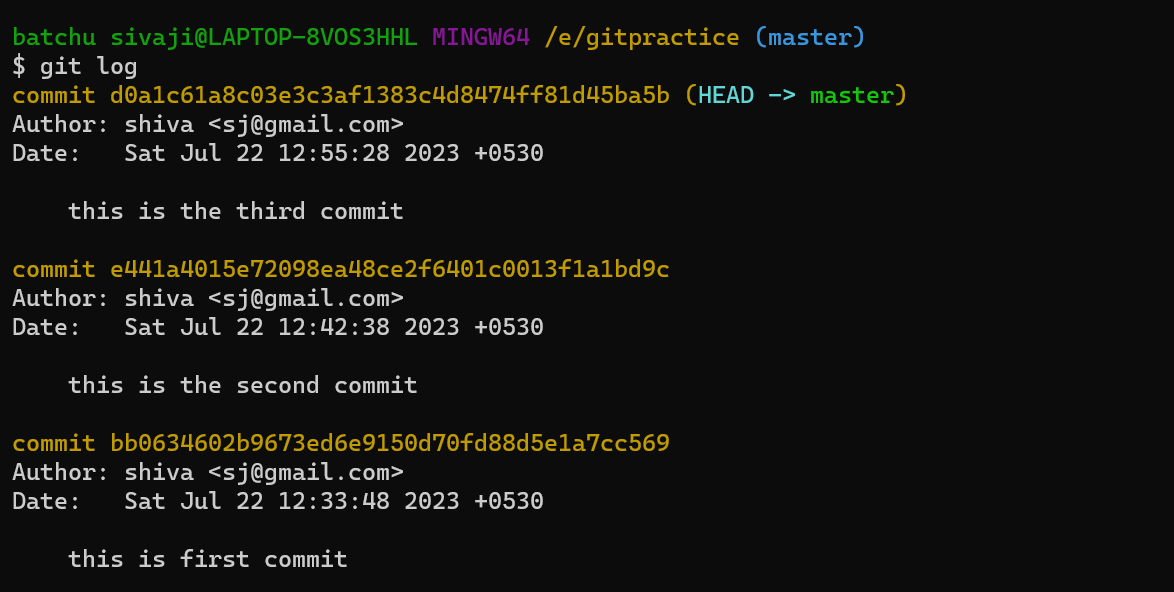 batchu sivaji@LAPTOP-8VOS3HHL MINGW64 /e/gitpractice (master)
$ git log
commit d0a1c61a8c03e3c3af1383c4d8474ff81d45ba5b (HEAD -> master)
Author: shiva <sj@gmail.com>
Date:   Sat Jul 22 12:55:28 2023 +0530
    this is the third commit
commit e441a4015e72098ea48ce2f6401c0013f1a1bd9c
Author: shiva <sj@gmail.com>
Date:   Sat Jul 22 12:42:38 2023 +0530
    this is the second commit
commit bb0634602b9673ed6e9150d70fd88d5e1a7cc569
Author: shiva <sj@gmail.com>
Date:   Sat Jul 22 12:33:48 2023 +0530
    this is first commit